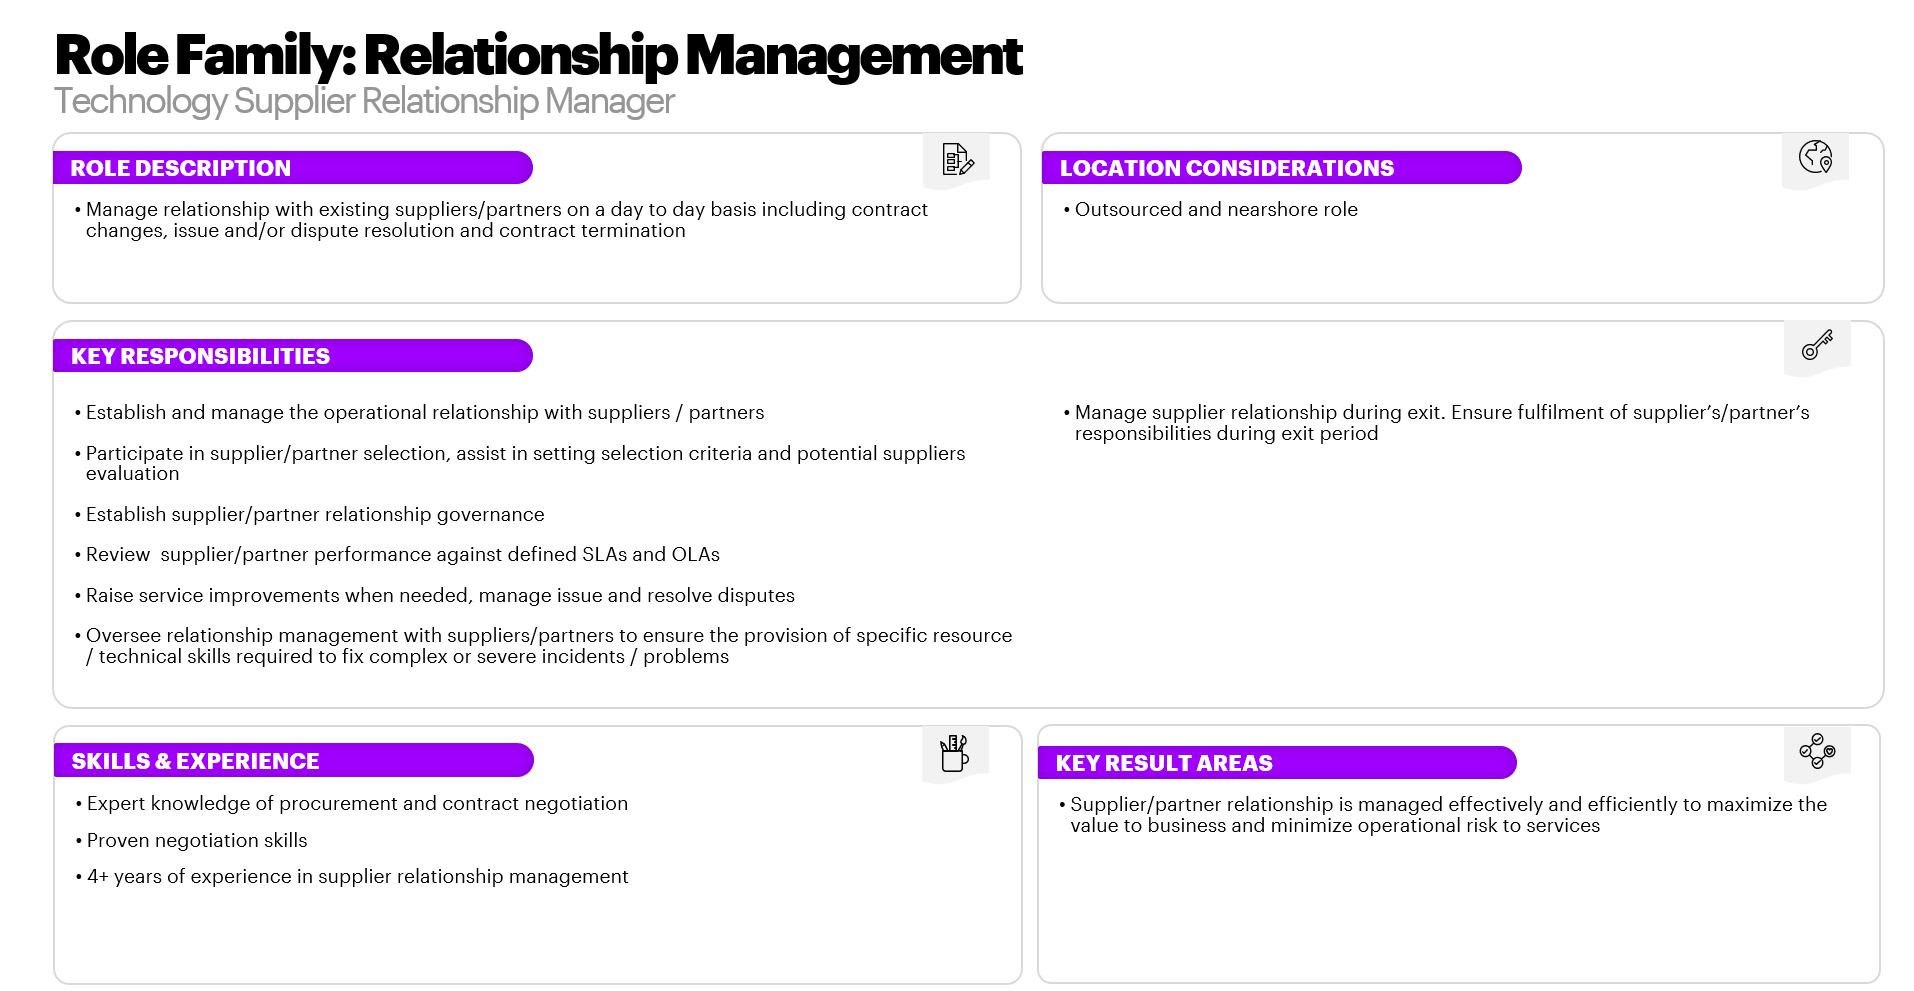 Role Family: Relationship Management
Technology Supplier Relationship Manager
ROLE DESCRIPTION
• Manage relationship with existing suppliers/partners on a day to day basis including contract
changes, issue and/or dispute resolution and contract termination
LOCATION CONSIDERATIONS
• Outsourced and nearshore role
KEY RESPONSIBILITIES
• Establish and manage the operational relationship with suppliers / partners
• Participate in supplier/partner selection, assist in setting selection criteria and potential suppliers
evaluation
• Establish supplier/partner relationship governance
• Review  supplier/partner performance against defined SLAs and OLAs
• Raise service improvements when needed, manage issue and resolve disputes
• Oversee relationship management with suppliers/partners to ensure the provision of specific resource
/ technical skills required to fix complex or severe incidents / problems
• Manage supplier relationship during exit. Ensure fulfilment of supplier’s/partner’s
responsibilities during exit period
SKILLS & EXPERIENCE
• Expert knowledge of procurement and contract negotiation
• Proven negotiation skills
• 4+ years of experience in supplier relationship management
KEY RESULT AREAS
• Supplier/partner relationship is managed effectively and efficiently to maximize the
value to business and minimize operational risk to services